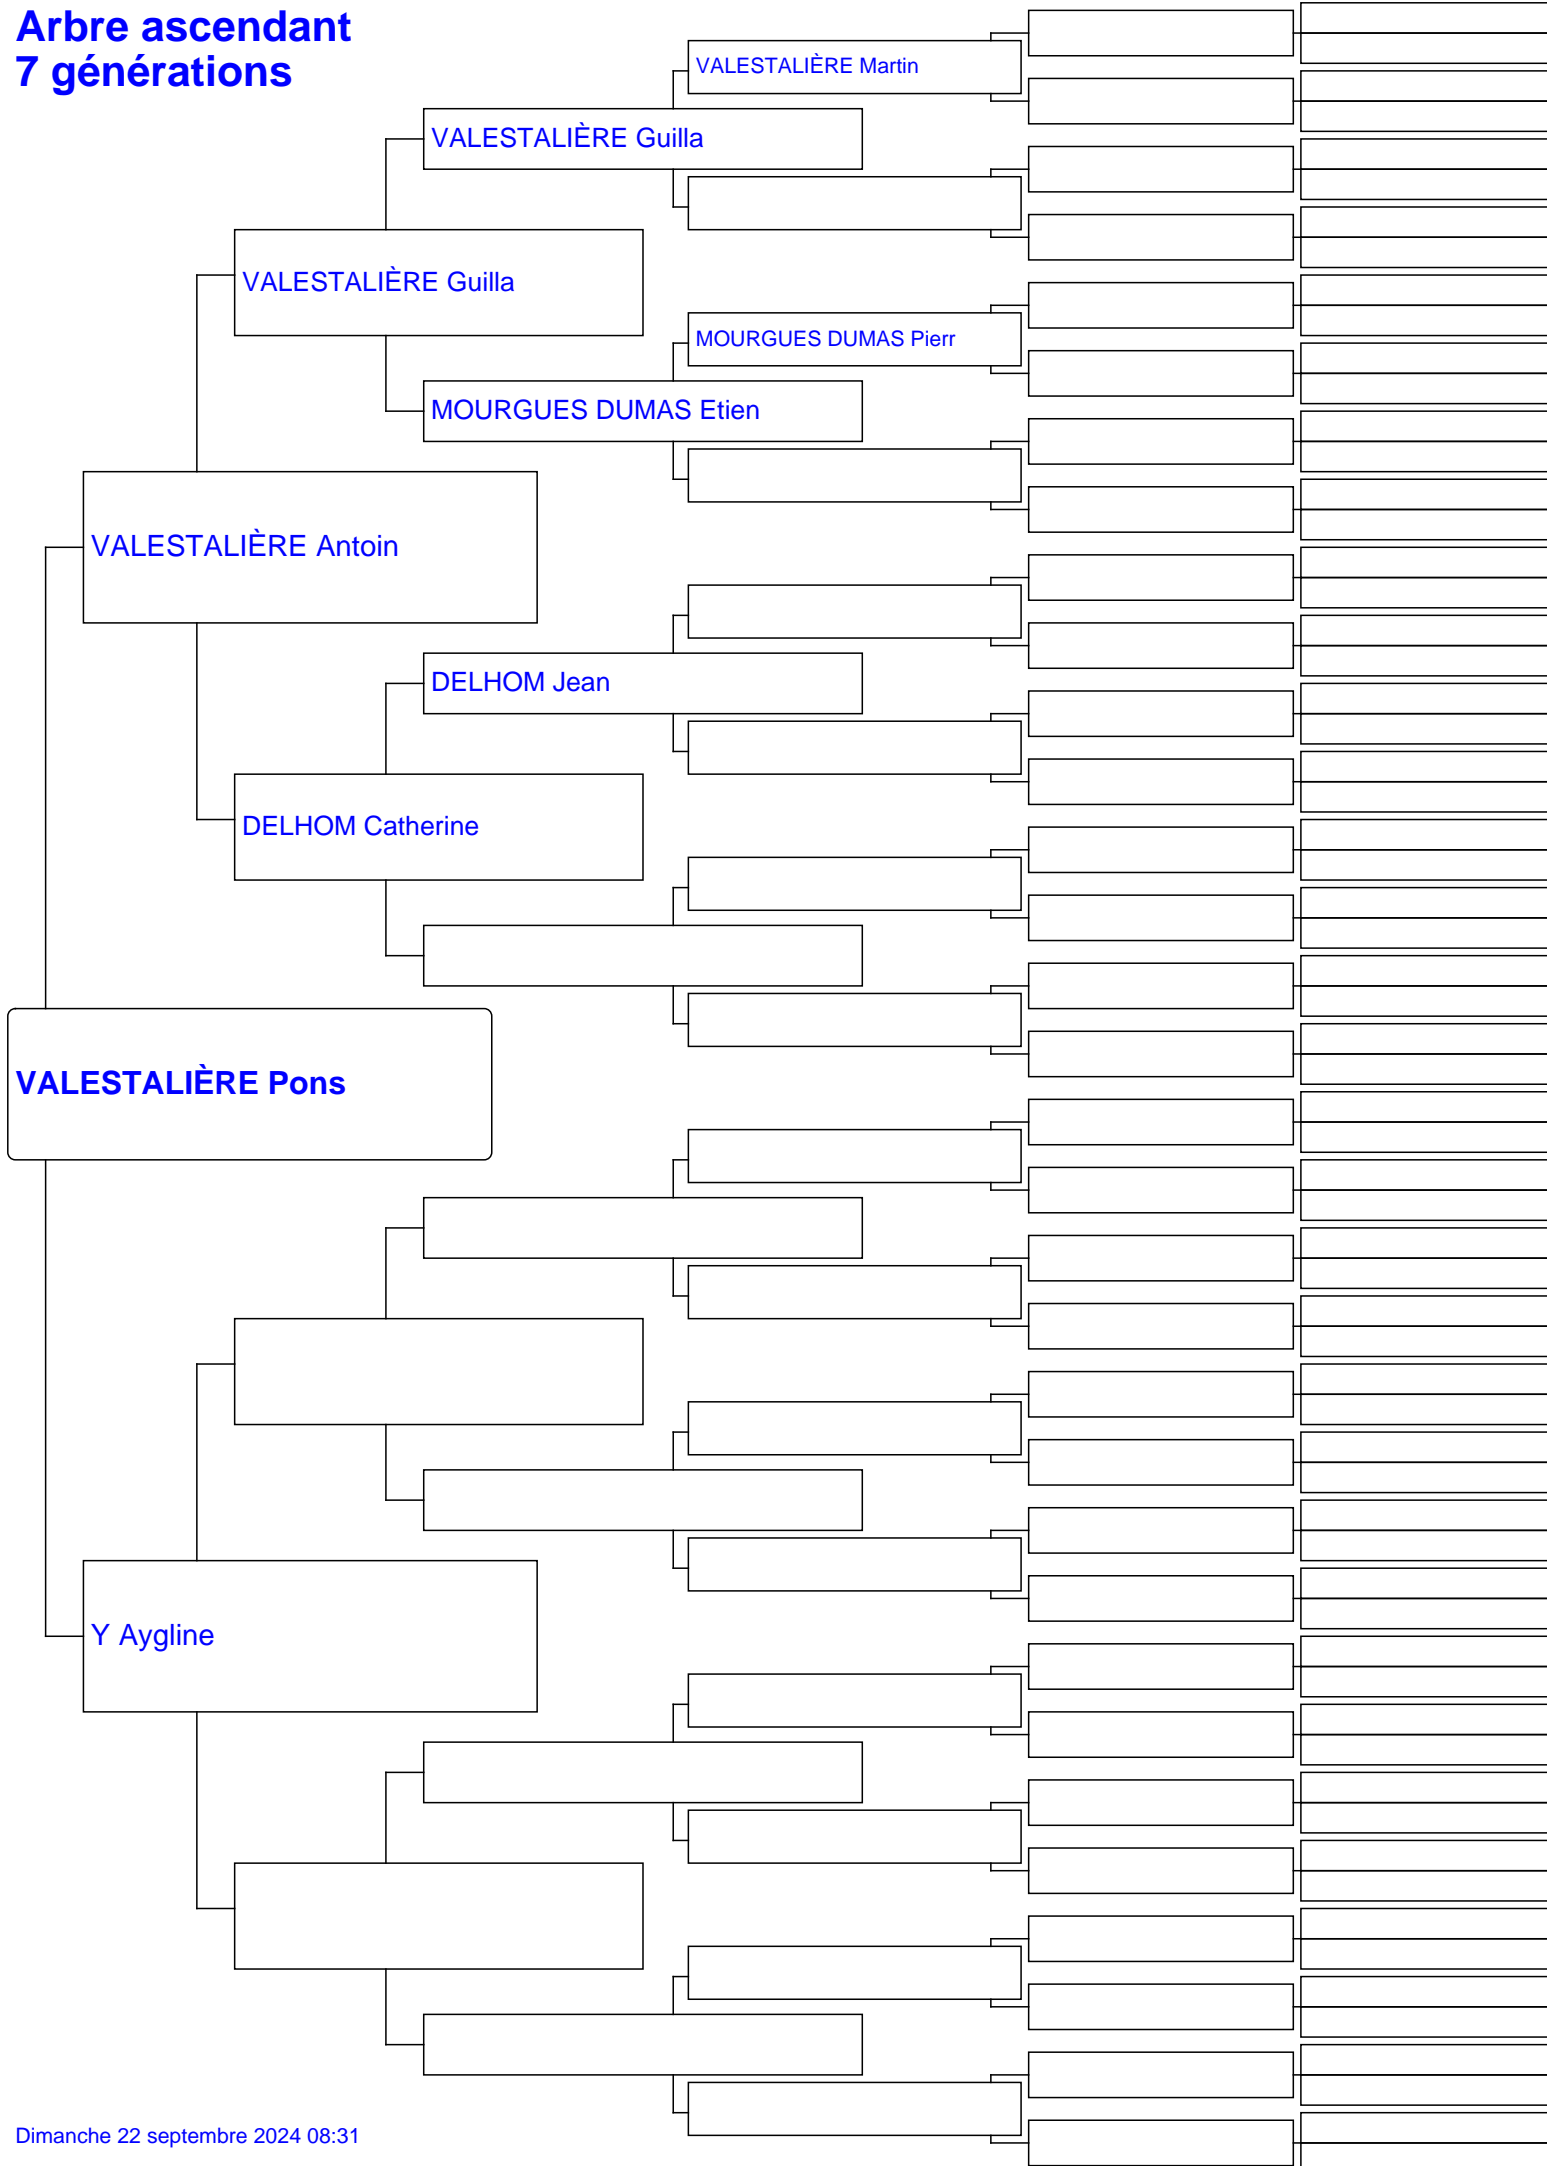 Arbre ascendant
7 générations
VALESTALIÈRE Martin
VALESTALIÈRE Guilla
VALESTALIÈRE Guilla
MOURGUES DUMAS Pierr
MOURGUES DUMAS Etien
VALESTALIÈRE Antoin
DELHOM Jean
DELHOM Catherine
VALESTALIÈRE Pons
Y Aygline
Dimanche 22 septembre 2024 08:31